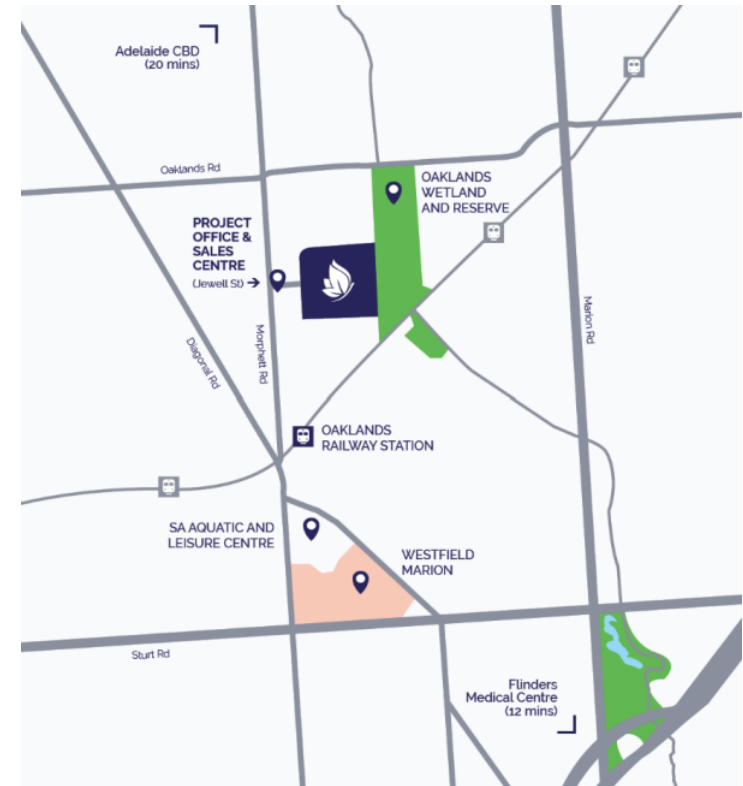 Adelaide CBD
(20 mins)
Oaklands Rd
OAKLANDS
WETLAND
AND RESERVE
PROJECT
OFFICE &
SALES
CENTRE
(Jewell St)
Morphett Rd
Diagonal Rd
Marion Rd
OAKLANDS
RAILWAY STATION
SA AQUATIC AND
LEISURE CENTRE
WESTFIELD
MARION
Sturt Rd
Flinders
Medical Centre
(12 mins)